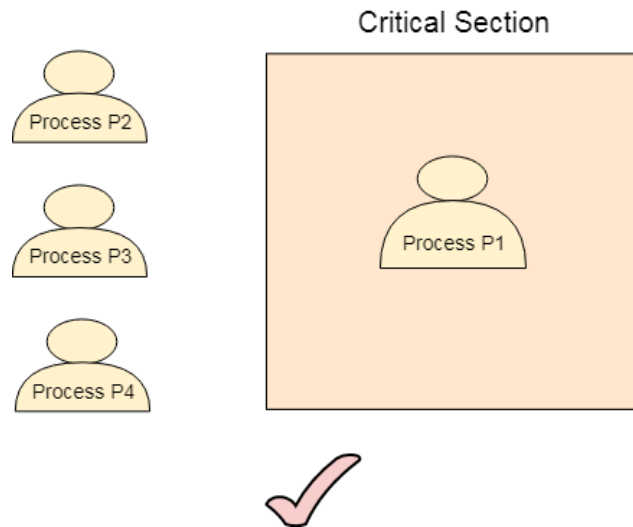 Critical Section
Process P2
Process P1
Process P3
Process P4